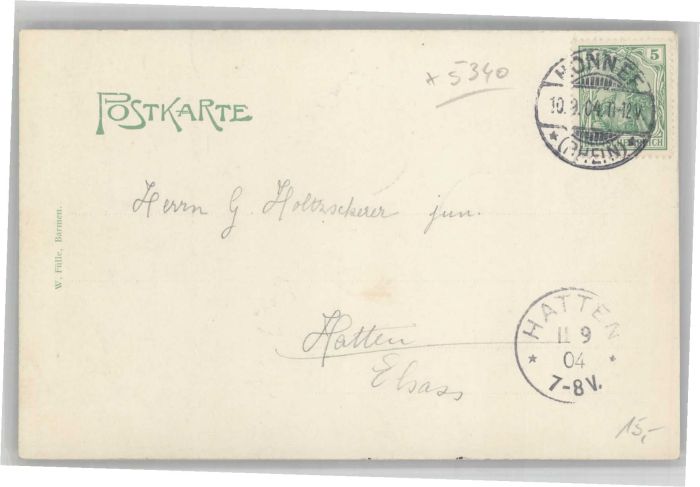 * 5340
5
HONNEF
10.9.04.11-12V.
* (RHEIN) *
POSTKARTE
Herrn G. Holtzscherer jun.
W. Fülle, Barmen.
HATTEN
11 9
* 04 *
7-8V.
Hatten
Elsass
15,-